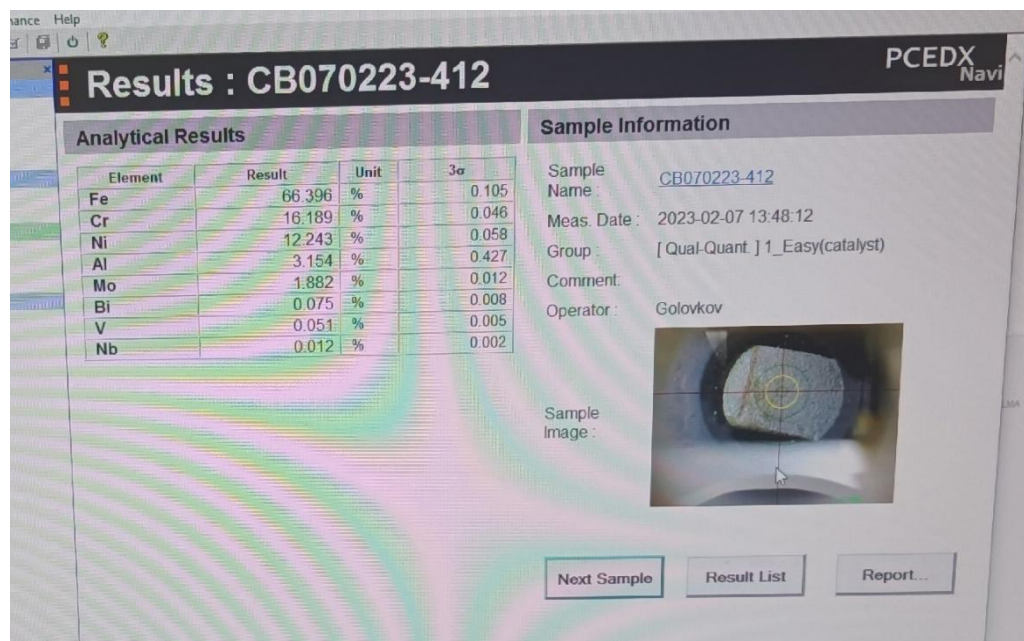 nance Help
Results : CB070223-412
PCEDX
Navi
Analytical Results
Element Result Unit 3σ
Fe 66.396 % 0.105
Cr 16.189 % 0.046
Ni 12.243 % 0.058
Al 3.154 % 0.427
Mo 1.882 % 0.012
Bi 0.075 % 0.008
V 0.051 % 0.005
Nb 0.012 % 0.002
Sample Information
Sample Name : CB070223-412
Meas. Date : 2023-02-07 13:48:12
Group : [ Qual-Quant. ] 1_Easy(catalyst)
Comment:
Operator : Golovkov
Sample
Image :
Next Sample Result List Report...